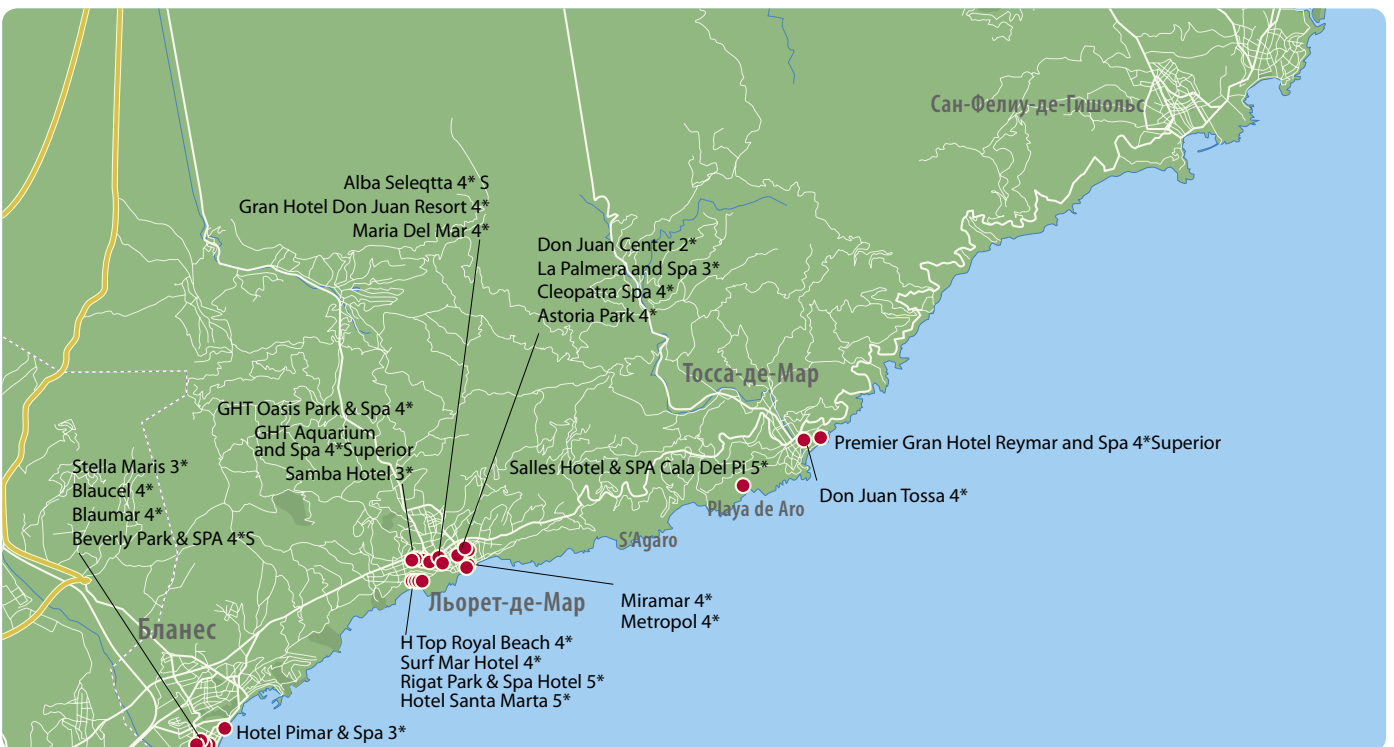 Сан-Фелиу-де-Гишольс
Alba Seleqtta 4* S
Gran Hotel Don Juan Resort 4*
Maria Del Mar 4*
Don Juan Center 2*
La Palmera and Spa 3*
Cleopatra Spa 4*
Astoria Park 4*
Тосса-де-Мар
GHT Oasis Park & Spa 4*
GHT Aquarium
and Spa 4*Superior
Samba Hotel 3*
Premier Gran Hotel Reymar and Spa 4*Superior
Salles Hotel & SPA Cala Del Pi 5*
Don Juan Tossa 4*
Playa de Aro
S'Agaro
Stella Maris 3*
Blaucel 4*
Blaumar 4*
Beverly Park & SPA 4*S
Льорет-де-Мар
Miramar 4*
Metropol 4*
Бланес
H Top Royal Beach 4*
Surf Mar Hotel 4*
Rigat Park & Spa Hotel 5*
Hotel Santa Marta 5*
Hotel Pimar & Spa 3*